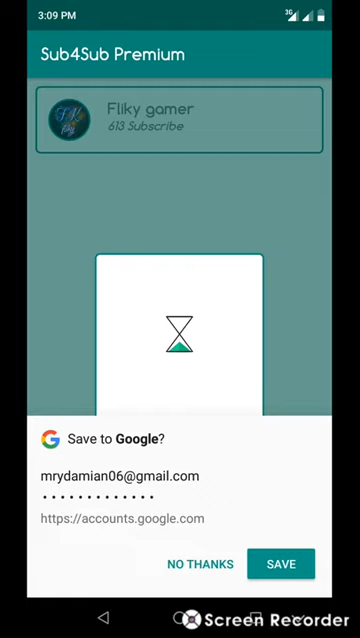 3:09 PM
3G
Sub4Sub Premium
Fliky gamer
613 Subscribe
Save to Google?
mrydamian06@gmail.com
•••••••••••••
https://accounts.google.com
NO THANKS
SAVE
Screen Recorder